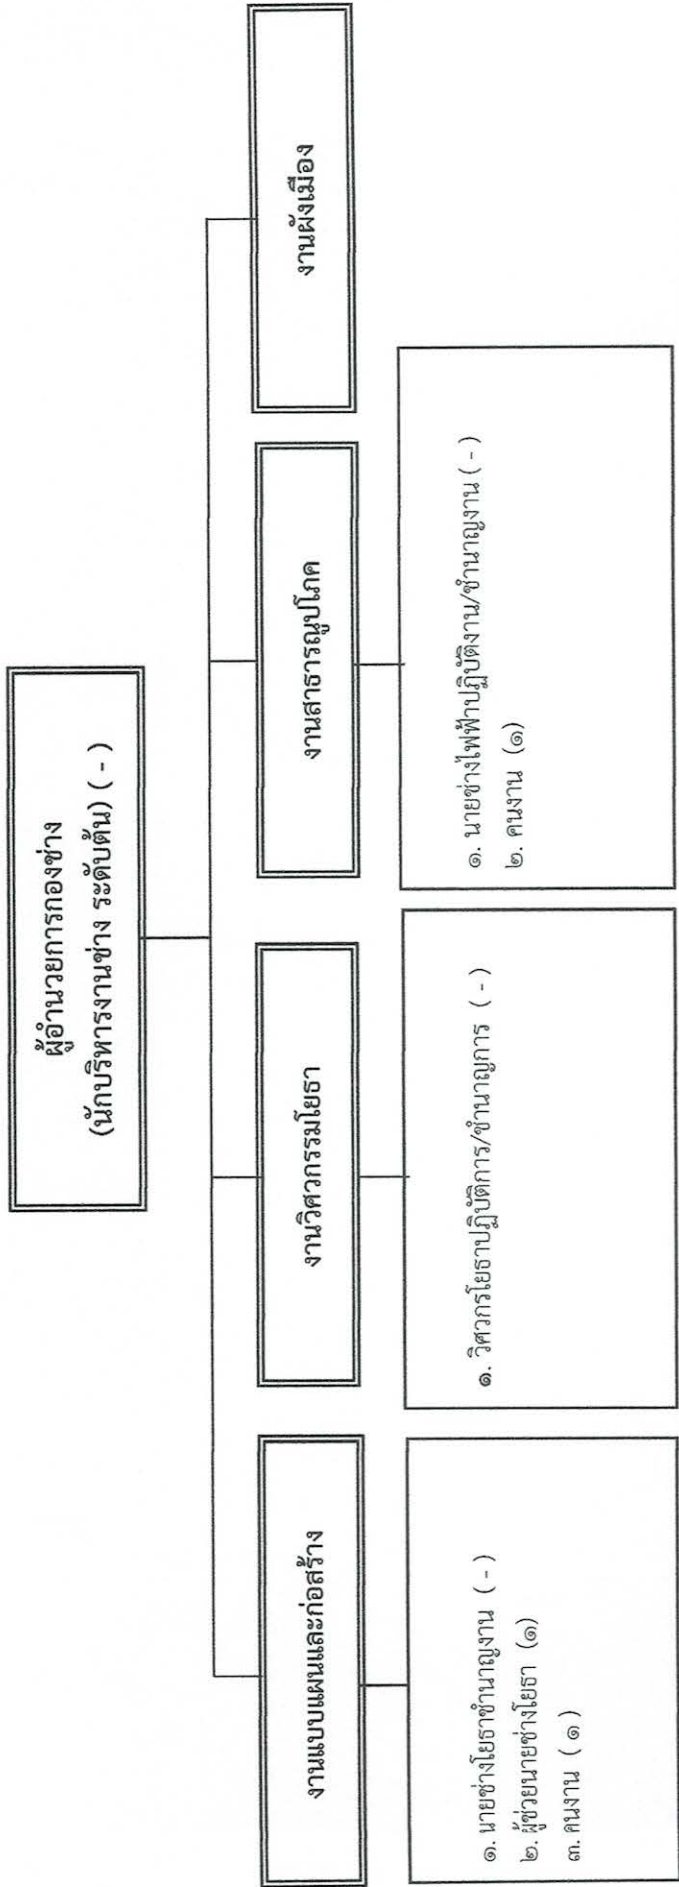 ผู้อำนวยการกองช่าง
(นักบริหารงานช่าง ระดับต้น) ( - )
งานแบบแผนและก่อสร้าง
งานวิศวกรรมโยธา
งานสาธารณูปโภค
งานผังเมือง
๑. นายช่างโยธาชำนาญงาน ( - )
๒. ผู้ช่วยนายช่างโยธา (๑)
๓. คนงาน ( ๑ )
๑. วิศวกรโยธาปฏิบัติการ/ชำนาญการ ( - )
๑. นายช่างไฟฟ้าปฏิบัติงาน/ชำนาญงาน ( - )
๒. คนงาน (๑)